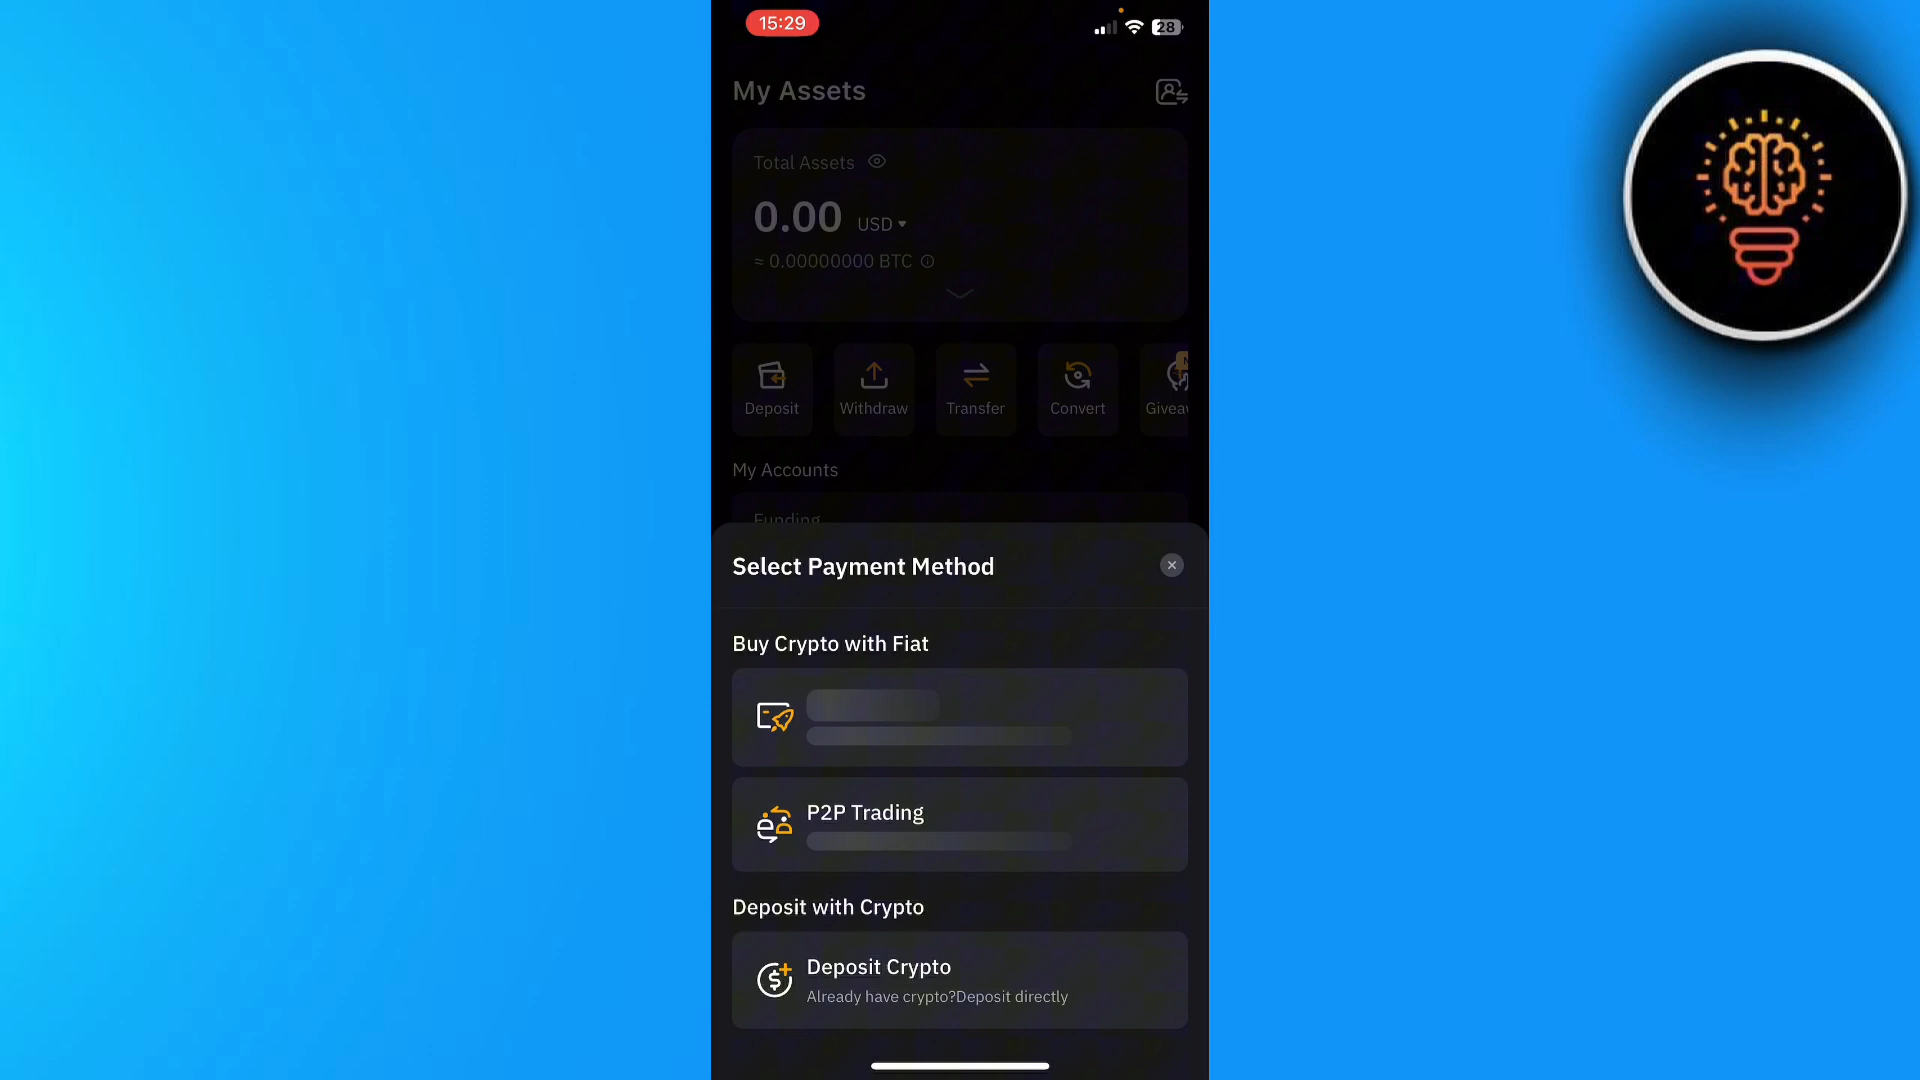 15:29
28
My Assets
Total Assets
0.00 USD
≈ 0.00000000 BTC
Deposit
Withdraw
Transfer
Convert
My Accounts
Funding
Select Payment Method
Buy Crypto with Fiat
P2P Trading
Deposit with Crypto
Deposit Crypto
Already have crypto?Deposit directly